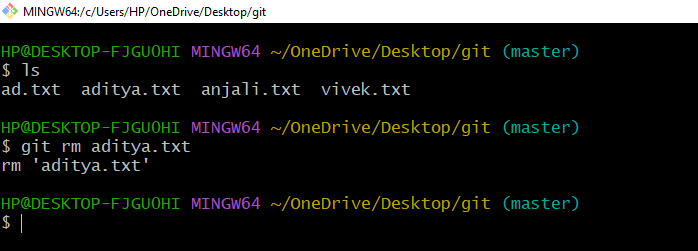 MINGW64:/c/Users/HP/OneDrive/Desktop/git
HP@DESKTOP-FJGUOHI MINGW64 ~/OneDrive/Desktop/git (master)
$ ls
ad.txt  aditya.txt  anjali.txt  vivek.txt
HP@DESKTOP-FJGUOHI MINGW64 ~/OneDrive/Desktop/git (master)
$ git rm aditya.txt
rm 'aditya.txt'
HP@DESKTOP-FJGUOHI MINGW64 ~/OneDrive/Desktop/git (master)
$